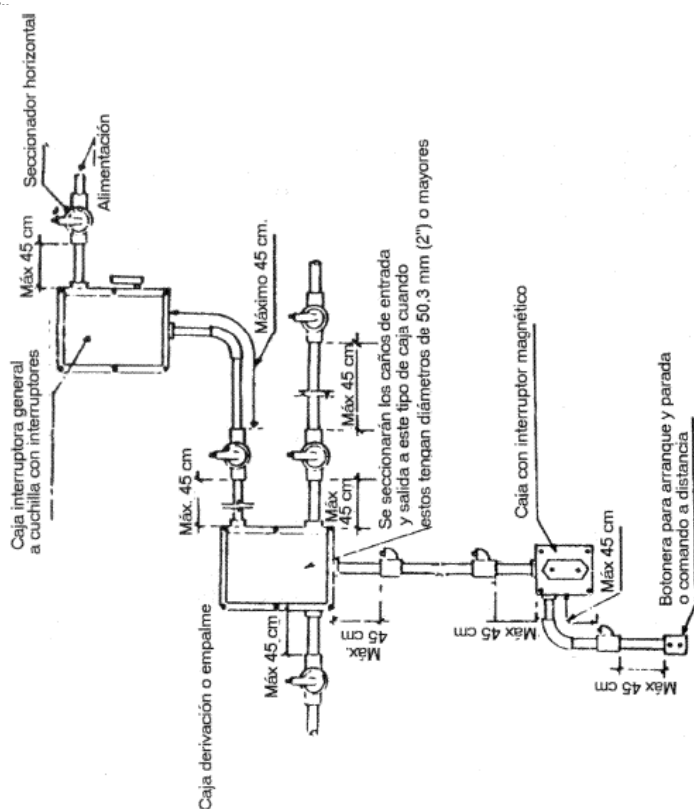 Seccionador horizontal
Alimentación
Máx 45 cm
Caja interruptora general
a cuchilla con interruptores
Máximo 45 cm.
Máx. 45 cm
Máx 45 cm
Máx
45 cm
Se seccionarán los caños de entrada
y salida a este tipo de caja cuando
estos tengan diámetros de 50,3 mm (2") o mayores
Caja derivación o empalme
Máx 45 cm
Máx.
45 cm
Máx 45 cm
Caja con interruptor magnético
Máx 45 cm
Máx 45 cm
Botonera para arranque y parada
o comando a distancia